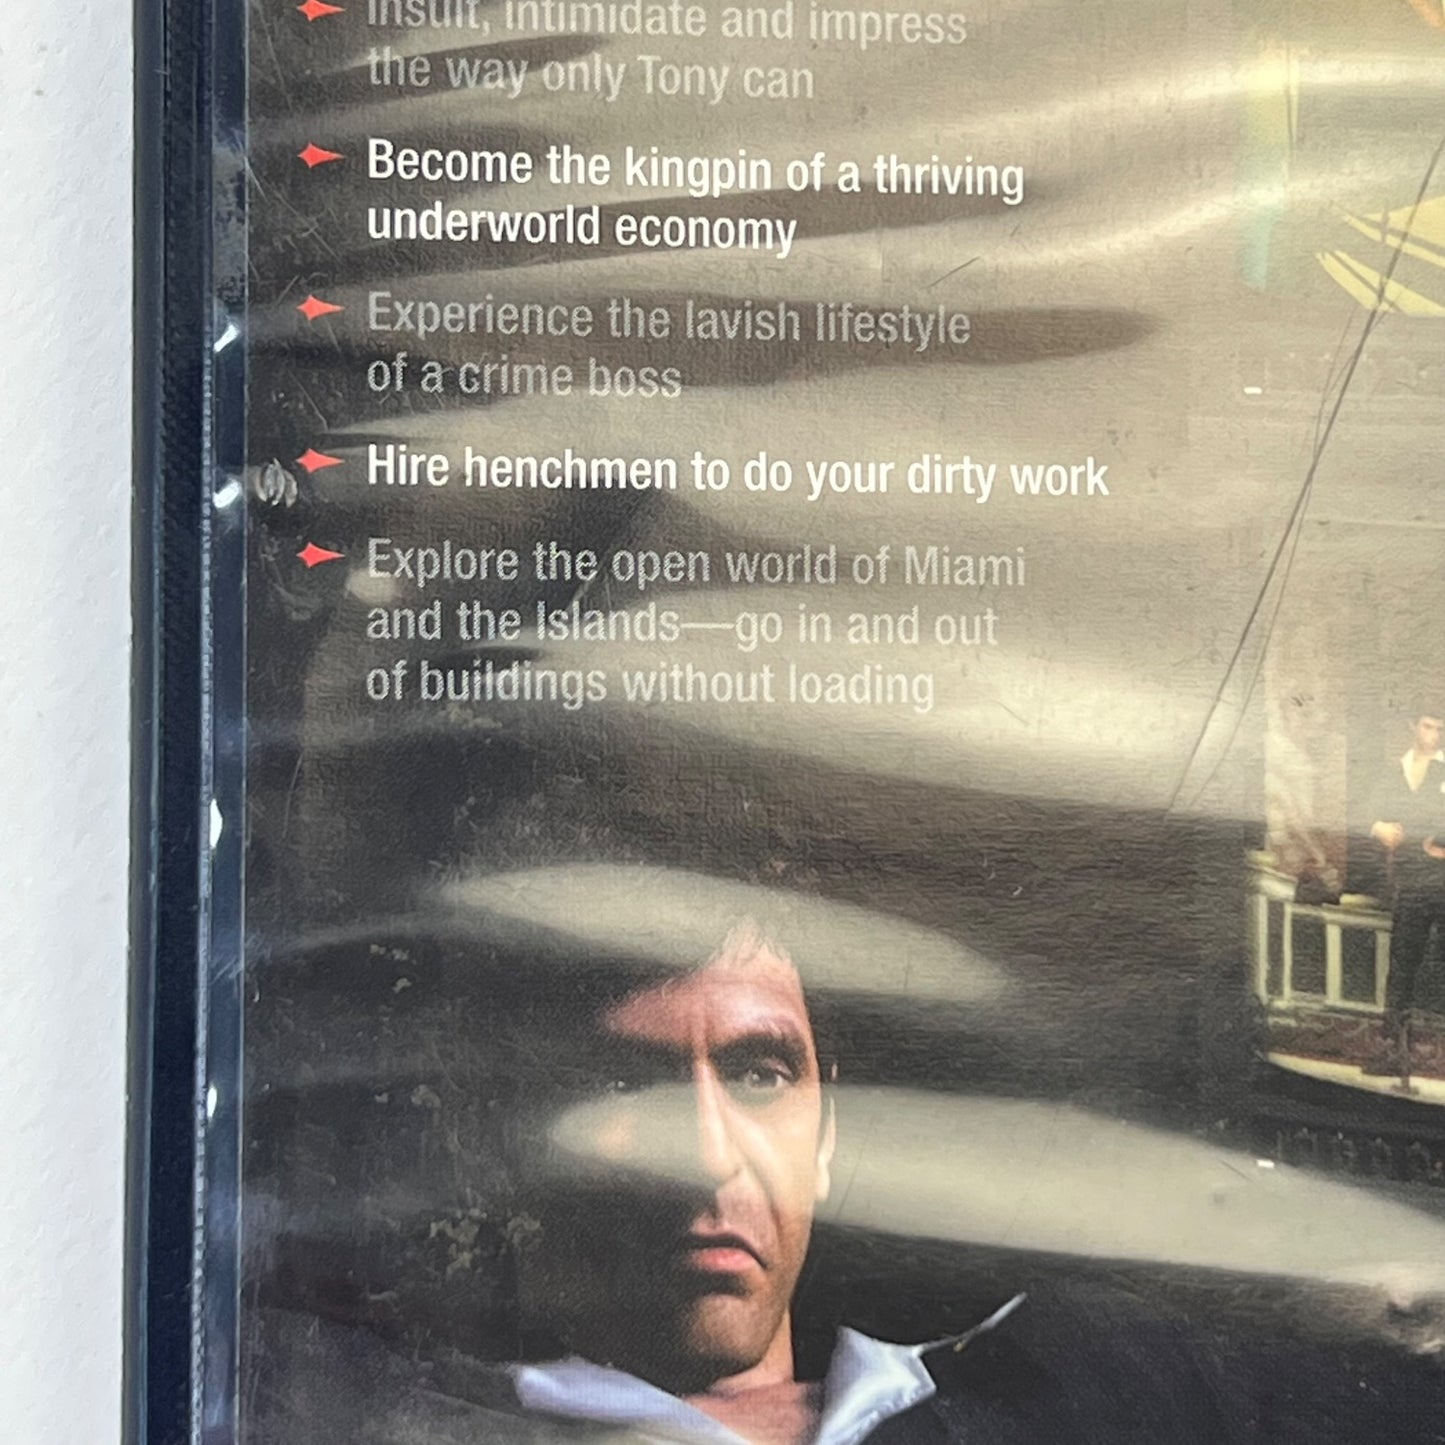 Insult, intimidate and impress
the way only Tony can
Become the kingpin of a thriving
underworld economy
Experience the lavish lifestyle
of a crime boss
Hire henchmen to do your dirty work
Explore the open world of Miami
and the Islands—go in and out
of buildings without loading